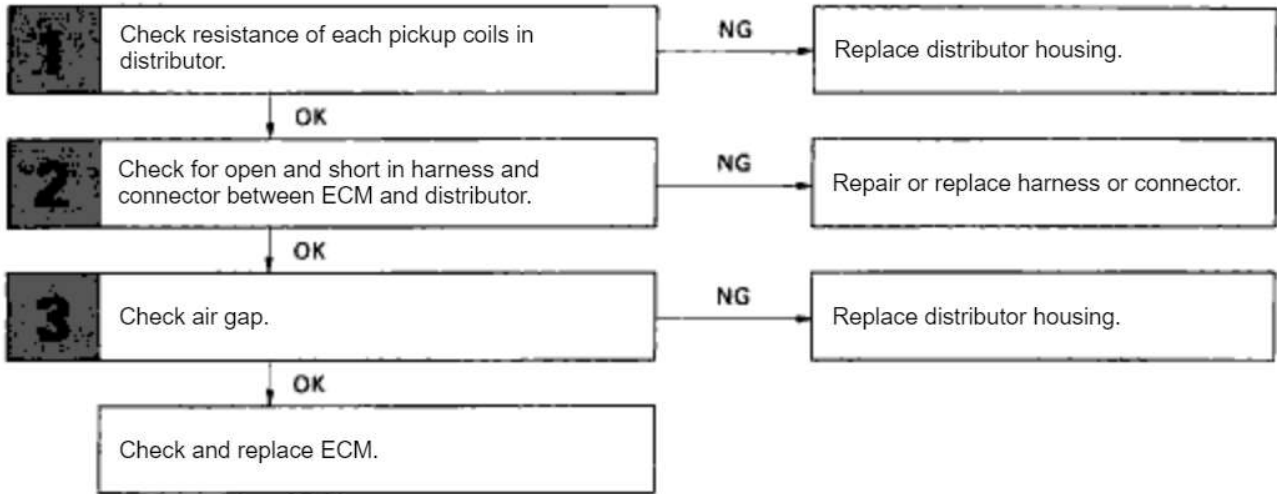 1
Check resistance of each pickup coils in
distributor.
NG
Replace distributor housing.
OK
2
Check for open and short in harness and
connector between ECM and distributor.
NG
Repair or replace harness or connector.
OK
3
Check air gap.
NG
Replace distributor housing.
OK
Check and replace ECM.